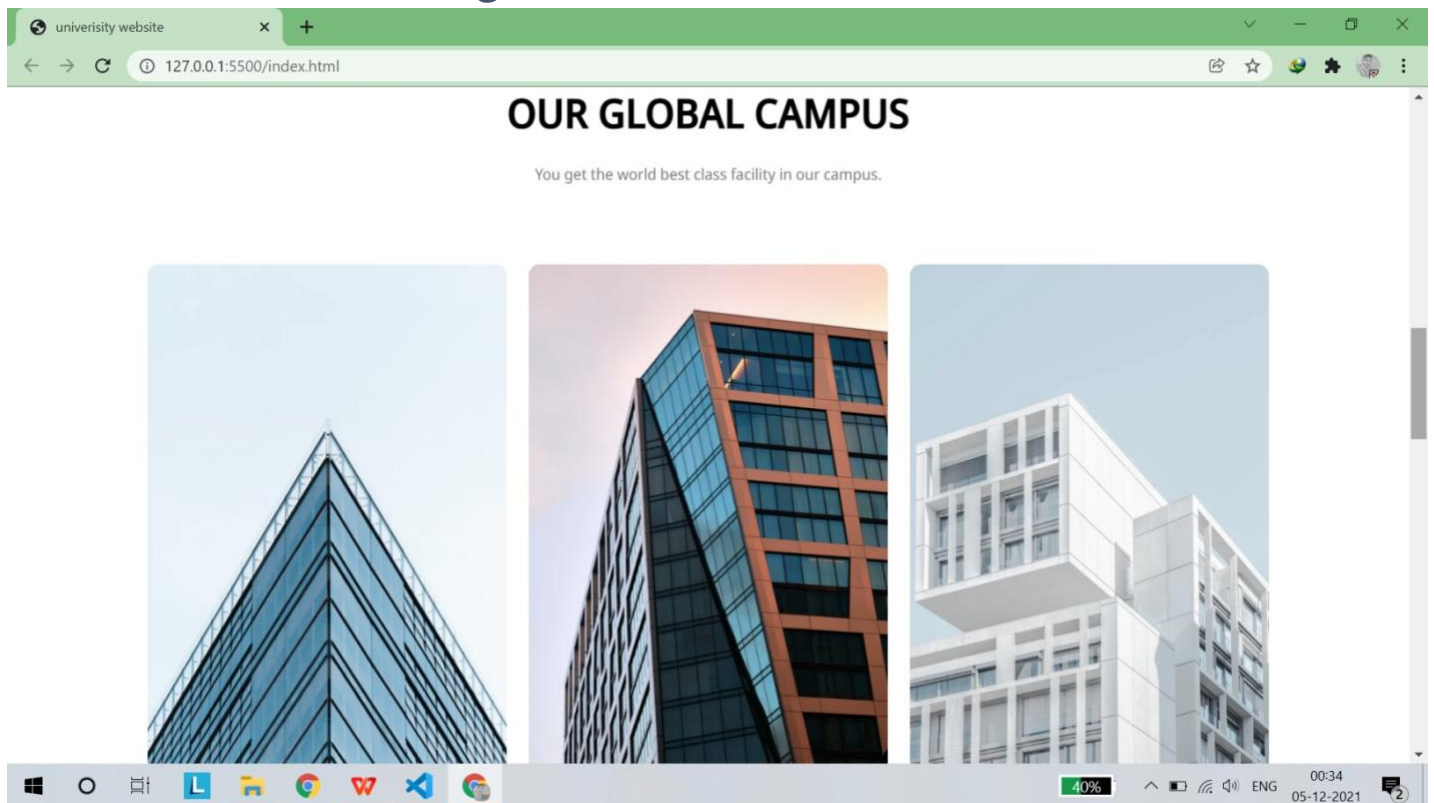 univerisity website
127.0.0.1:5500/index.html
OUR GLOBAL CAMPUS
You get the world best class facility in our campus.
L
W
40%
ENG
00:34
05-12-2021
2